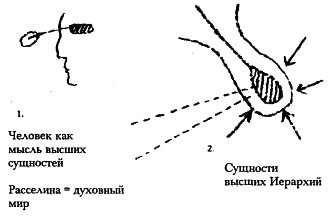 1.
Человек как
мысль высших
сущностей
Расселина = духовный
мир
2.
Сущности
высших Иерархий